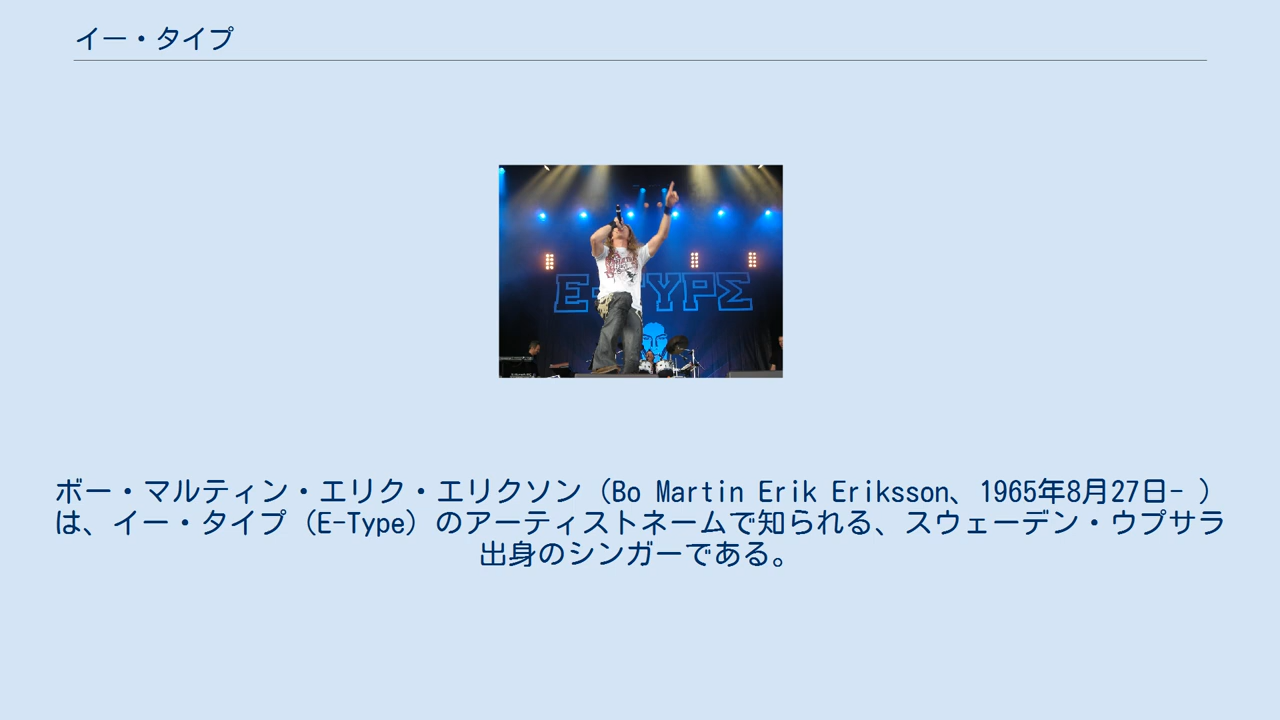 イー・タイプ
E-TYPE
ボー・マルティン・エリク・エリクソン（Bo Martin Erik Eriksson、1965年8月27日- ）
は、イー・タイプ（E-Type）のアーティストネームで知られる、スウェーデン・ウプサラ
出身のシンガーである。